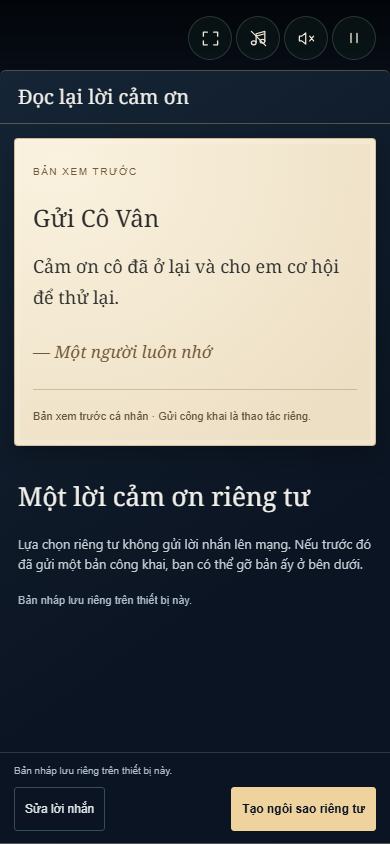 Đọc lại lời cảm ơn
BẢN XEM TRƯỚC
Gửi Cô Vân
Cảm ơn cô đã ở lại và cho em cơ hội
để thử lại.
— Một người luôn nhớ
Bản xem trước cá nhân · Gửi công khai là thao tác riêng.
Một lời cảm ơn riêng tư
Lựa chọn riêng tư không gửi lời nhắn lên mạng. Nếu trước đó
đã gửi một bản công khai, bạn có thể gỡ bản ấy ở bên dưới.
Bản nháp lưu riêng trên thiết bị này.
Bản nháp lưu riêng trên thiết bị này.
Sửa lời nhắn
Tạo ngôi sao riêng tư